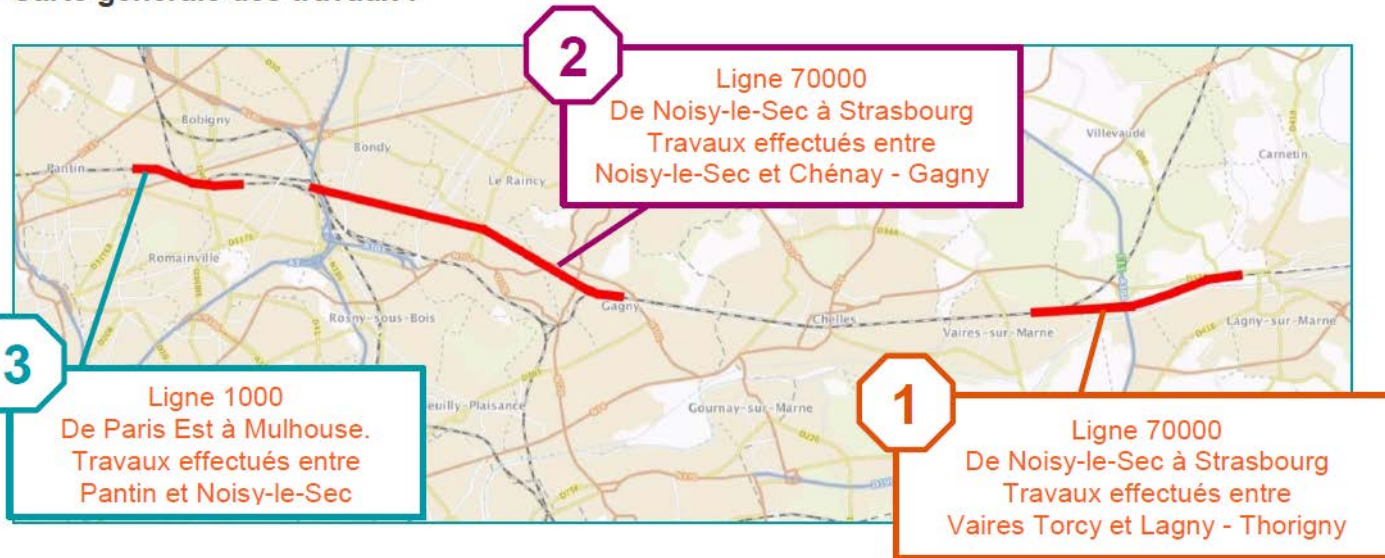 2
Ligne 70000
De Noisy-le-Sec à Strasbourg
Travaux effectués entre
Noisy-le-Sec et Chénay - Gagny
Bobigny
Bondy
Pantin
Le Raincy
Villevaudé
Carnetin
Romainville
Rosny-sous-Bois
Gagny
Chelles
Vaires-sur-Marne
Lagny-sur-Marne
3
Ligne 1000
De Paris Est à Mulhouse.
Travaux effectués entre
Pantin et Noisy-le-Sec
euilly-Plaisance
Gournay-sur-Marne
1
Ligne 70000
De Noisy-le-Sec à Strasbourg
Travaux effectués entre
Vaires Torcy et Lagny - Thorigny